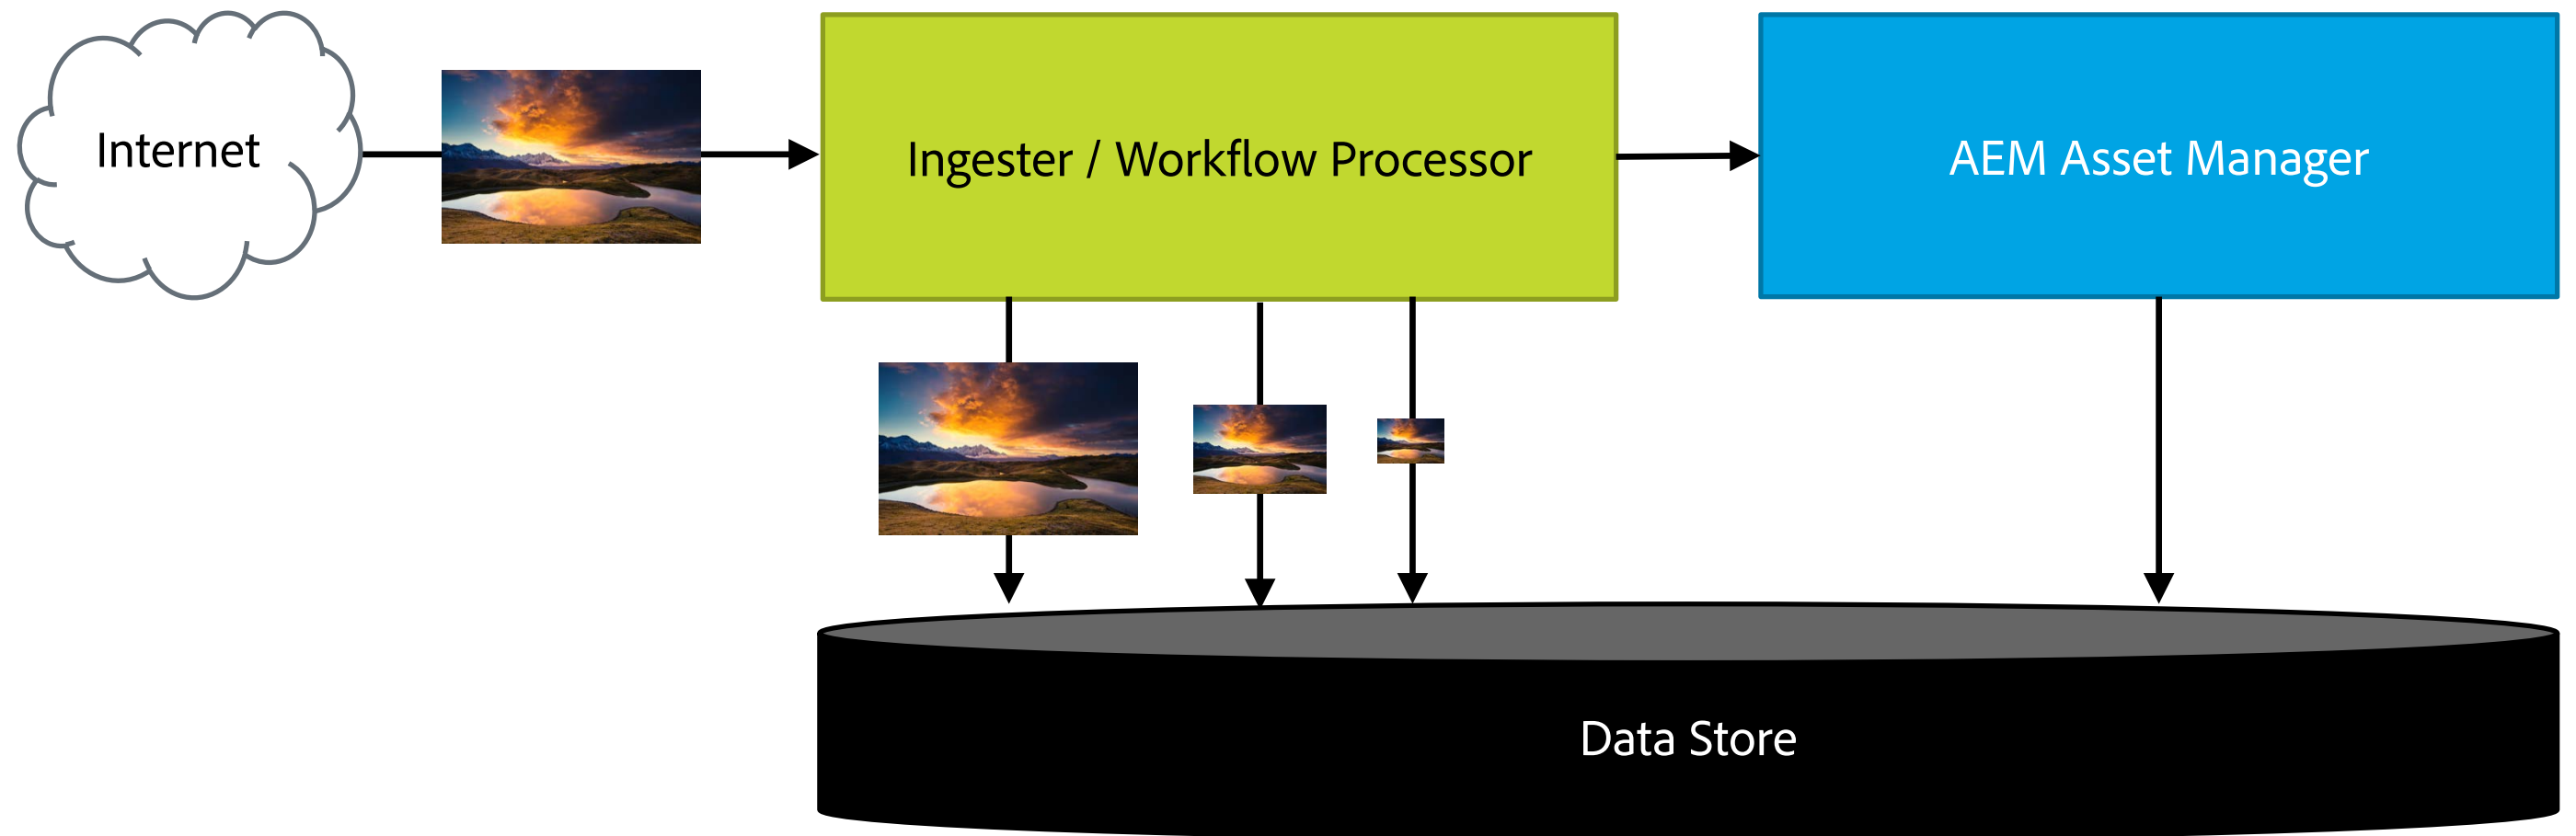 Internet
Ingester / Workflow Processor
AEM Asset Manager
Data Store